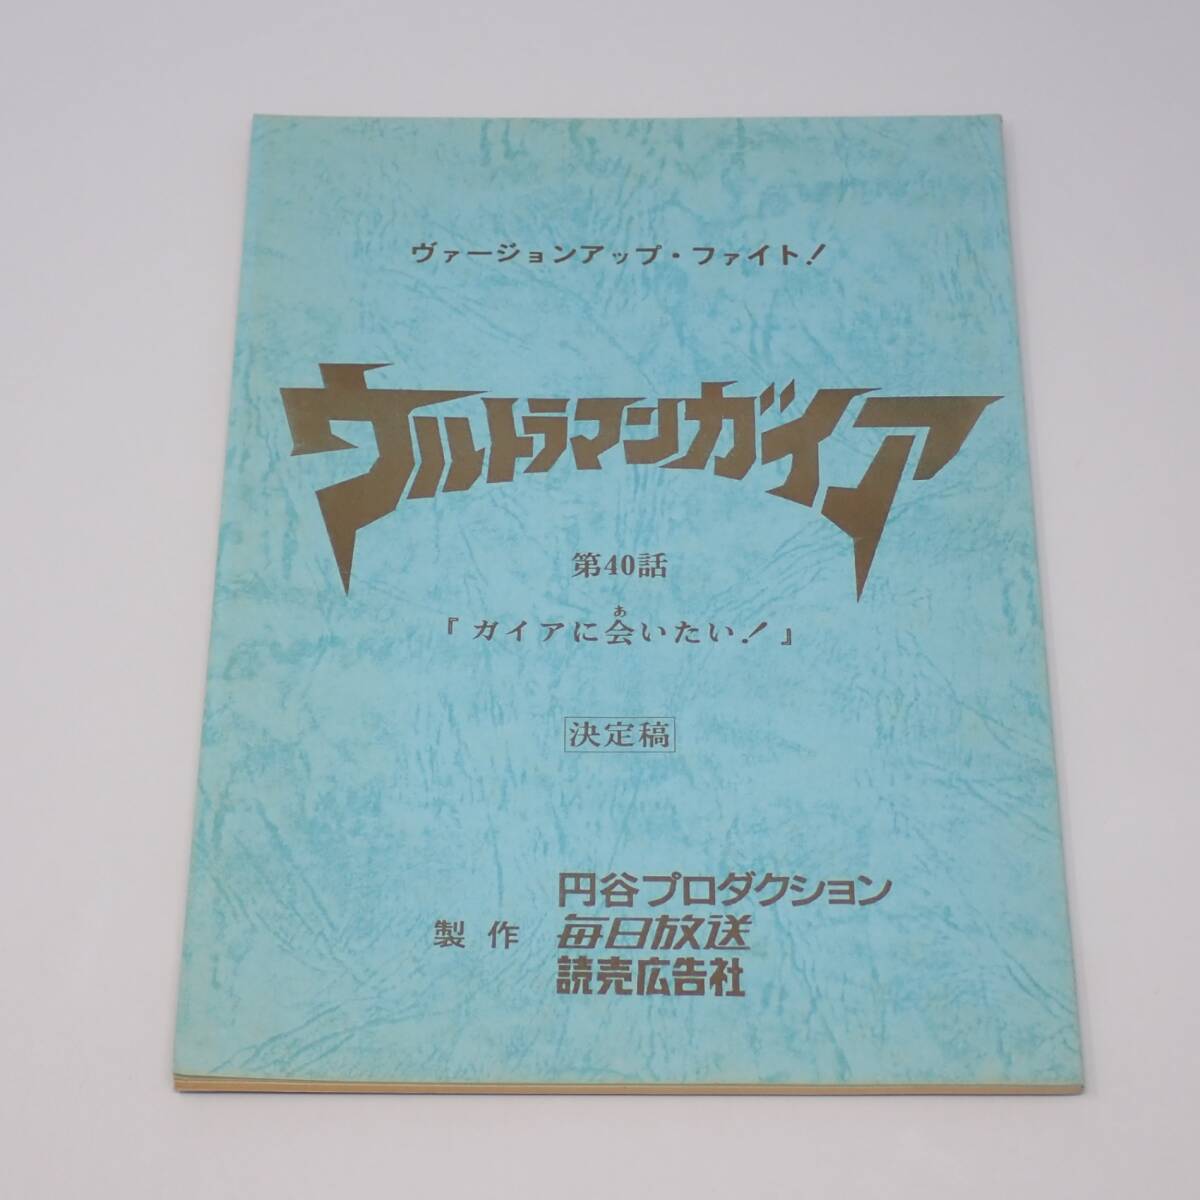 ヴァージョンアップ・ファイト！
ウルトラマンガイア
第40話
『ガイアに会いたい！』
あ
決定稿
製作
円谷プロダクション
毎日放送
読売広告社